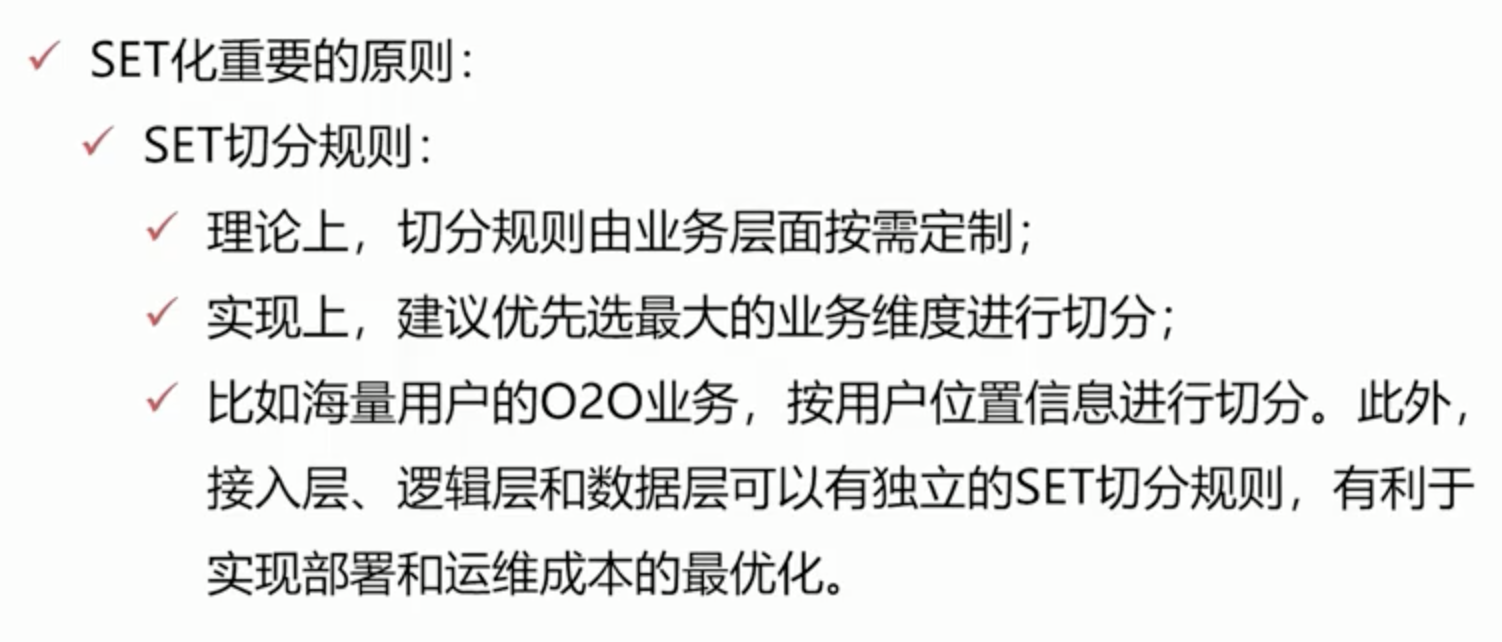 SET化重要的原则：
SET切分规则：
理论上，切分规则由业务层面按需定制；
实现上，建议优先选最大的业务维度进行切分；
比如海量用户的O2O业务，按用户位置信息进行切分。此外，
接入层、逻辑层和数据层可以有独立的SET切分规则，有利于
实现部署和运维成本的最优化。